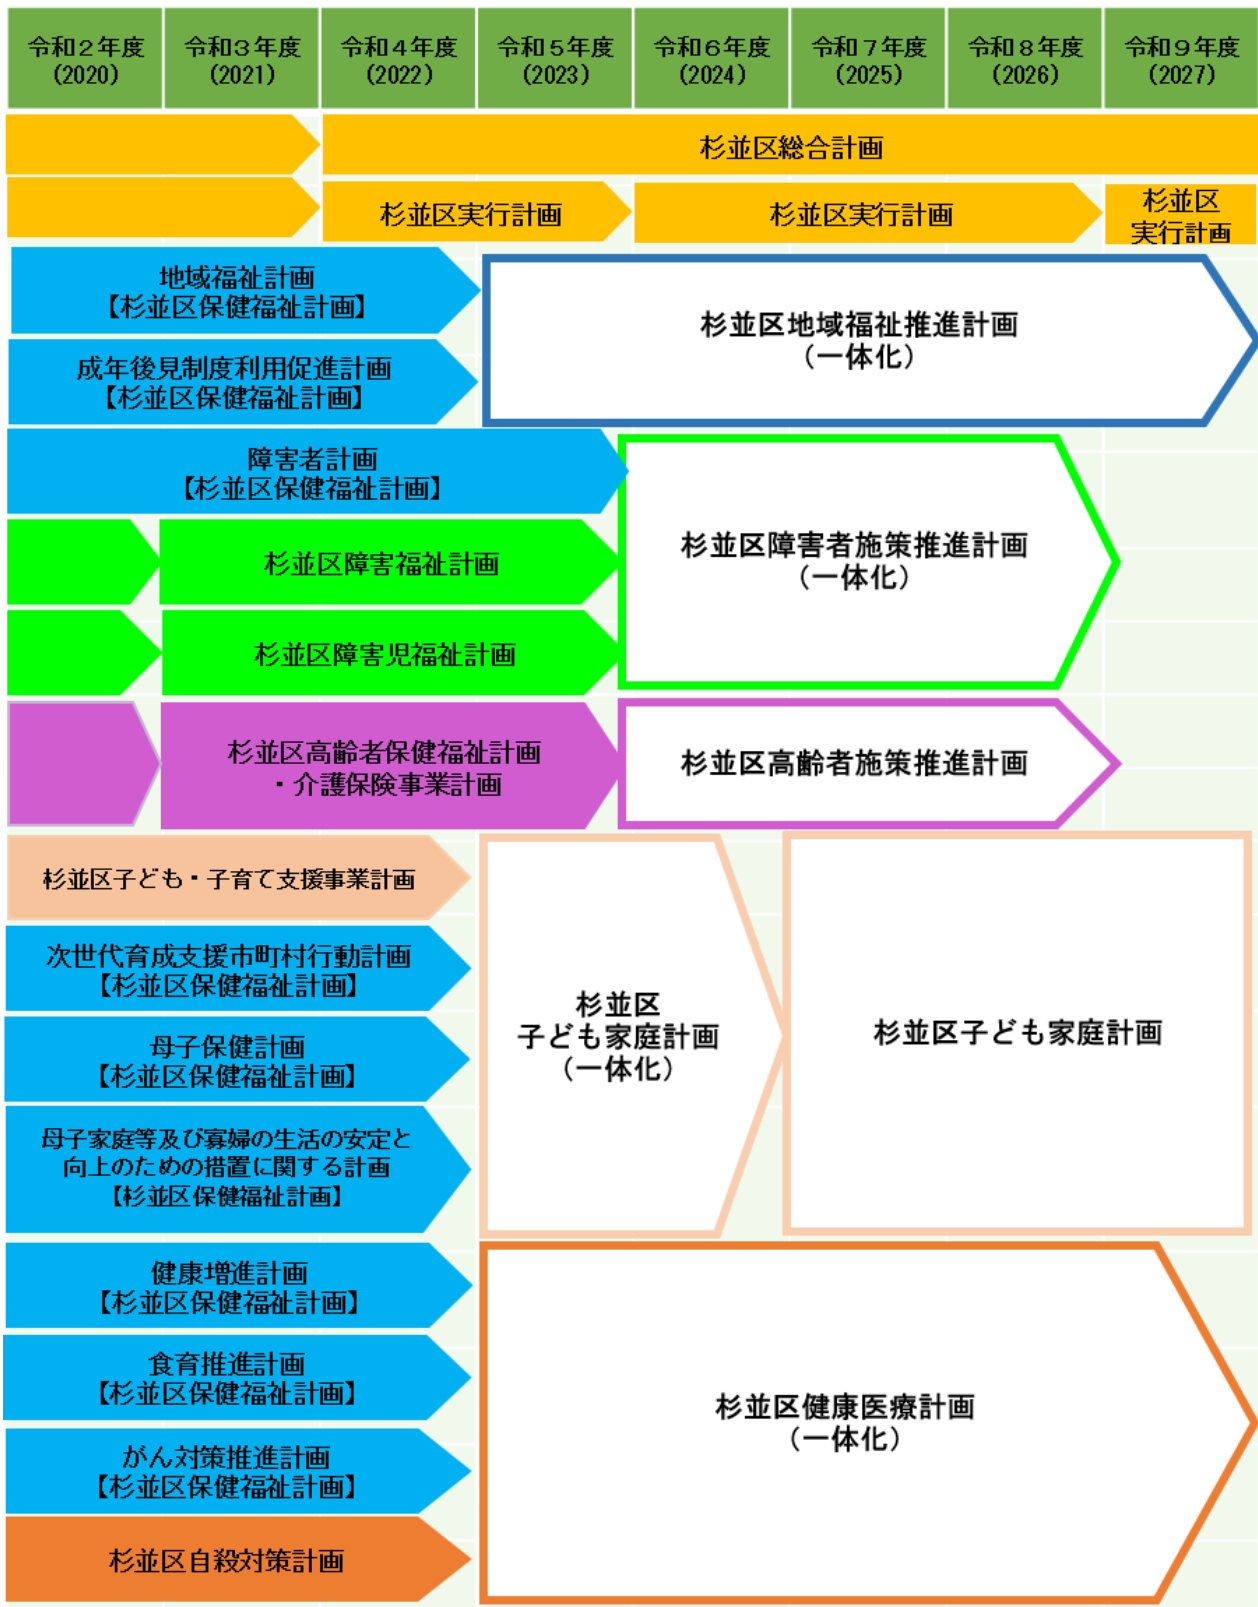 令和２年度
(2020)
令和３年度
(2021)
令和４年度
(2022)
令和５年度
(2023)
令和６年度
(2024)
令和７年度
(2025)
令和８年度
(2026)
令和９年度
(2027)
杉並区総合計画
杉並区実行計画
杉並区実行計画
杉並区
実行計画
地域福祉計画
【杉並区保健福祉計画】
成年後見制度利用促進計画
【杉並区保健福祉計画】
杉並区地域福祉推進計画
（一体化）
障害者計画
【杉並区保健福祉計画】
杉並区障害福祉計画
杉並区障害児福祉計画
杉並区障害者施策推進計画
（一体化）
杉並区高齢者保健福祉計画
・介護保険事業計画
杉並区高齢者施策推進計画
杉並区子ども・子育て支援事業計画
次世代育成支援市町村行動計画
【杉並区保健福祉計画】
母子保健計画
【杉並区保健福祉計画】
母子家庭等及び寡婦の生活の安定と
向上のための措置に関する計画
【杉並区保健福祉計画】
杉並区
子ども家庭計画
（一体化）
杉並区子ども家庭計画
健康増進計画
【杉並区保健福祉計画】
食育推進計画
【杉並区保健福祉計画】
がん対策推進計画
【杉並区保健福祉計画】
杉並区自殺対策計画
杉並区健康医療計画
（一体化）